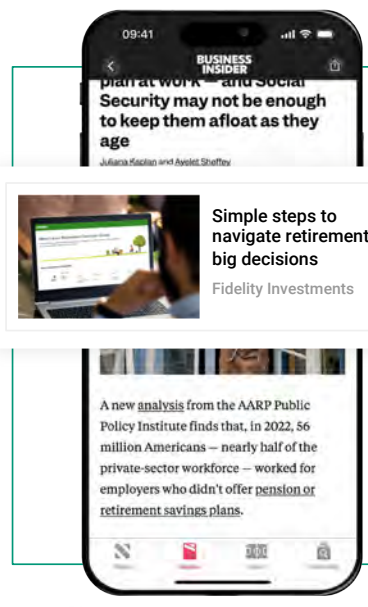 09:41
BUSINESS
INSIDER
plan at work — and Social
Security may not be enough
to keep them afloat as they
age
Juliana Kaplan and Ayelet Sheffey
Simple steps to
navigate retirement
big decisions
Fidelity Investments
A new analysis from the AARP Public
Policy Institute finds that, in 2022, 56
million Americans — nearly half of the
private-sector workforce — worked for
employers who didn't offer pension or
retirement savings plans.